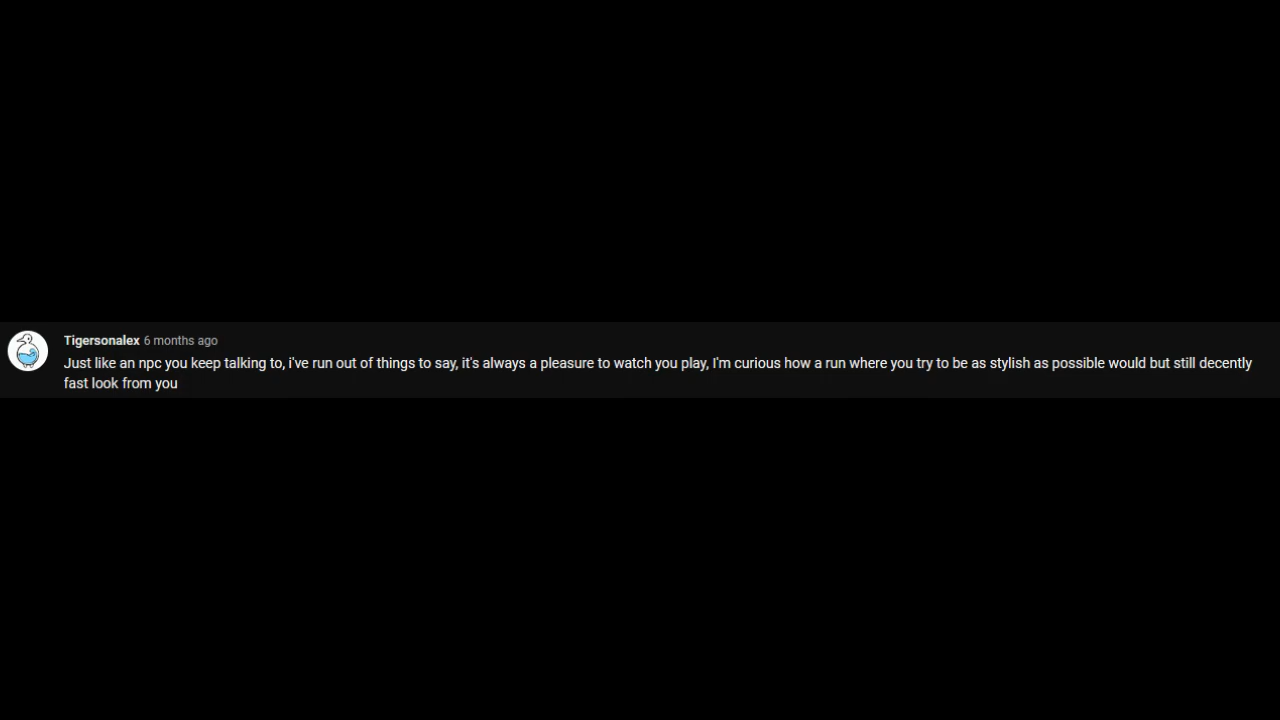 Tigersonalex 6 months ago
Just like an npc you keep talking to, i've run out of things to say, it's always a pleasure to watch you play, I'm curious how a run where you try to be as stylish as possible would but still decently
fast look from you